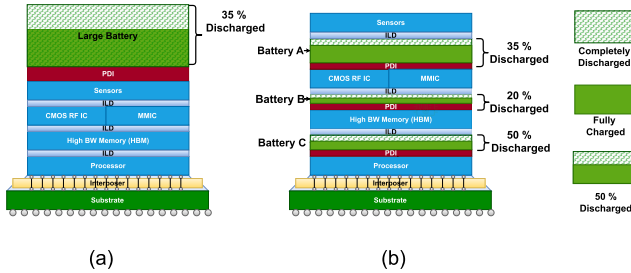 35 %
Discharged
Large Battery
PDI
Sensors
ILD
CMOS RF IC
MMIC
ILD
High BW Memory (HBM)
ILD
Processor
Interposer
Substrate
(a)
Sensors
ILD
Battery A
35 %
Discharged
PDI
CMOS RF IC
MMIC
ILD
Battery B
20 %
Discharged
PDI
High BW Memory (HBM)
ILD
Battery C
50 %
Discharged
PDI
Processor
Interposer
Substrate
(b)
Completely
Discharged
Fully
Charged
50 %
Discharged